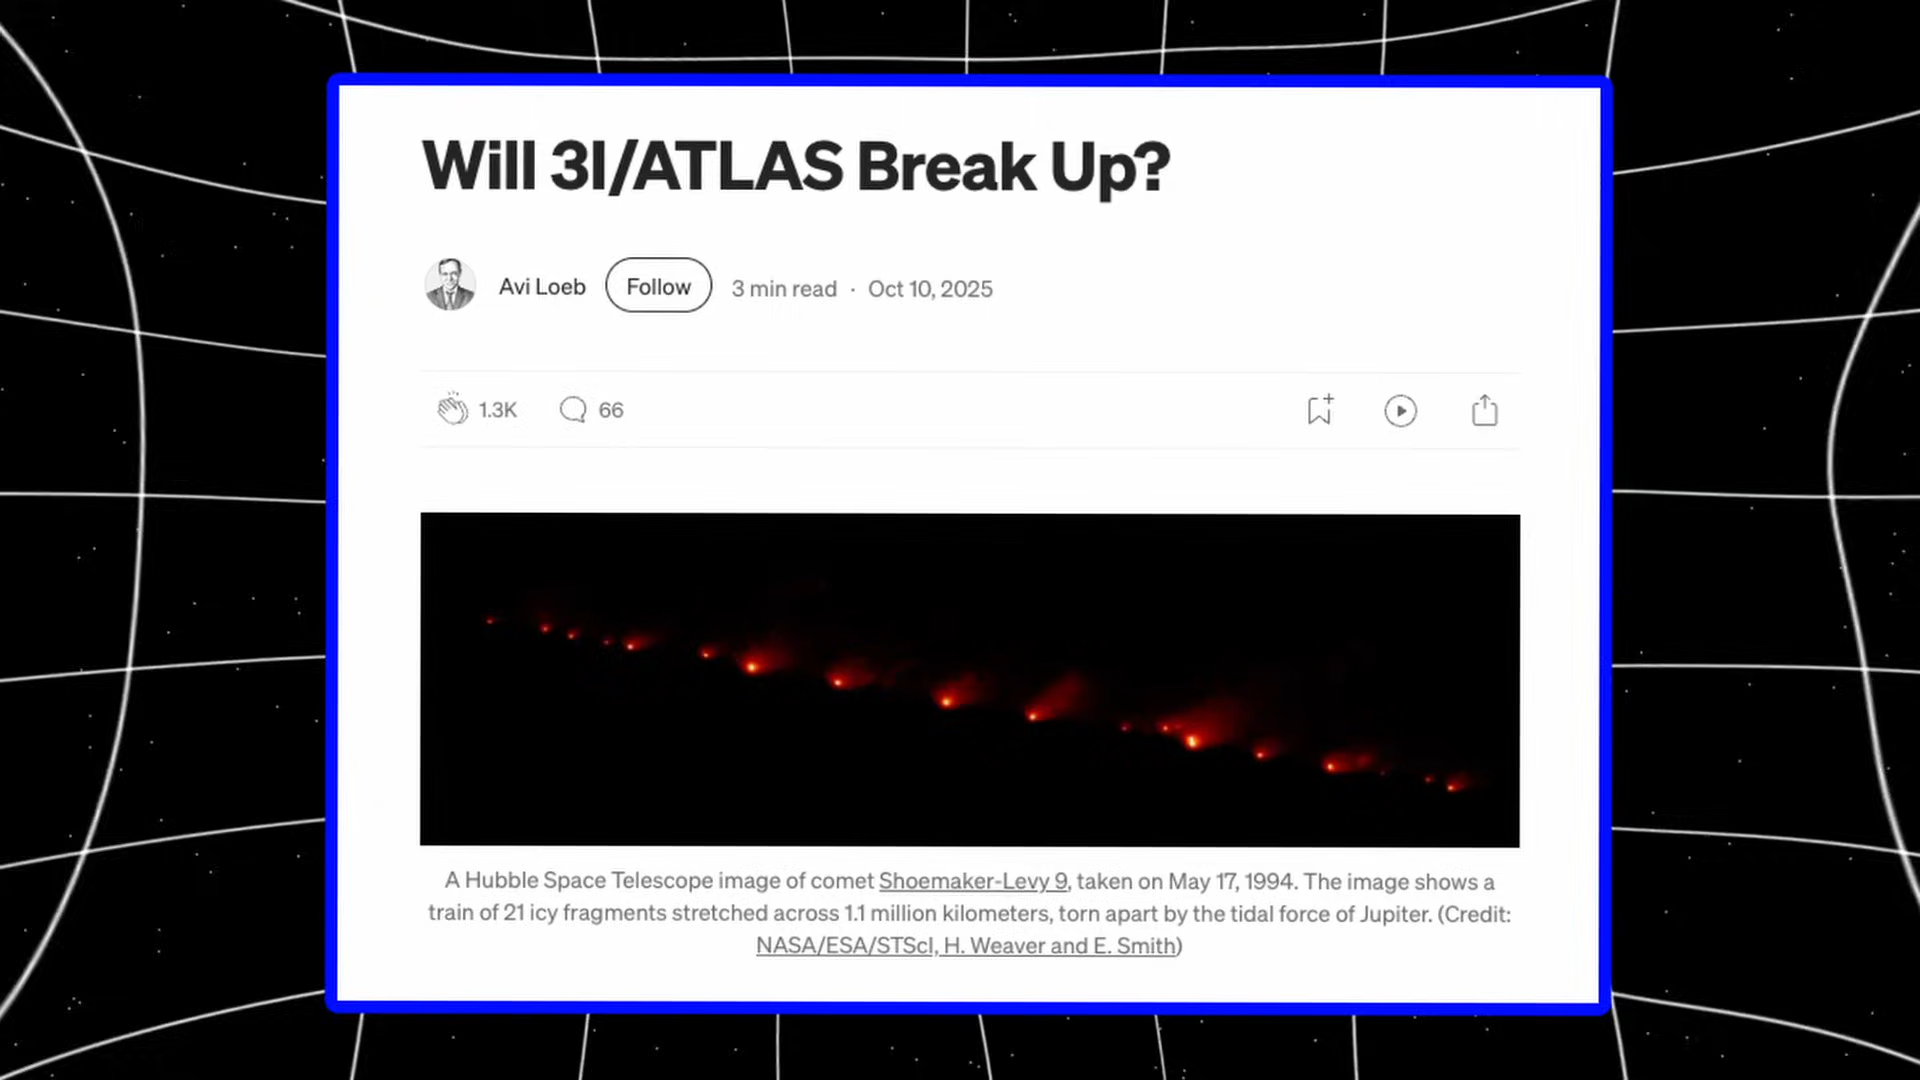 Will 3I/ATLAS Break Up?
Avi Loeb Follow 3 min read · Oct 10, 2025
1.3K 66
A Hubble Space Telescope image of comet Shoemaker-Levy 9, taken on May 17, 1994. The image shows a
train of 21 icy fragments stretched across 1.1 million kilometers, torn apart by the tidal force of Jupiter. (Credit:
NASA/ESA/STScI, H. Weaver and E. Smith)